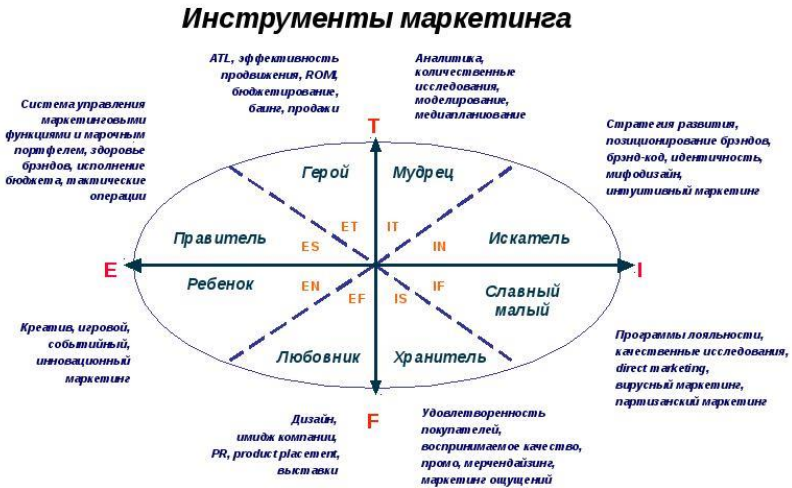 Инструменты маркетинга
ATL, эффективность
продвижения, ROMI,
бюджетирование,
баинг, продажи
Аналитика,
количественные
исследования,
моделирование,
медиапланиование
Система управления
маркетинговыми
функциями и марочным
портфелем, здоровье
брэндов, исполнение
бюджета, тактические
операции
Стратегия развития,
позиционирование брэндов,
брэнд-код, идентичность,
мифодизайн,
интуитивный маркетинг
T
Герой
Мудрец
ET
IT
Правитель
ES
IN
Искатель
E
I
Ребенок
EN
IF
Славный
малый
EF
IS
Любовник
Хранитель
F
Креатив, игровой,
событийный,
инновационный
маркетинг
Программы лояльности,
качественные исследования,
direct marketing,
вирусный маркетинг,
партизанский маркетинг
Дизайн,
имидж компании,
PR, product placement,
выставки
Удовлетворенность
покупателей,
воспринимаемое качество,
промо, мерчендайзинг,
маркетинг ощущений